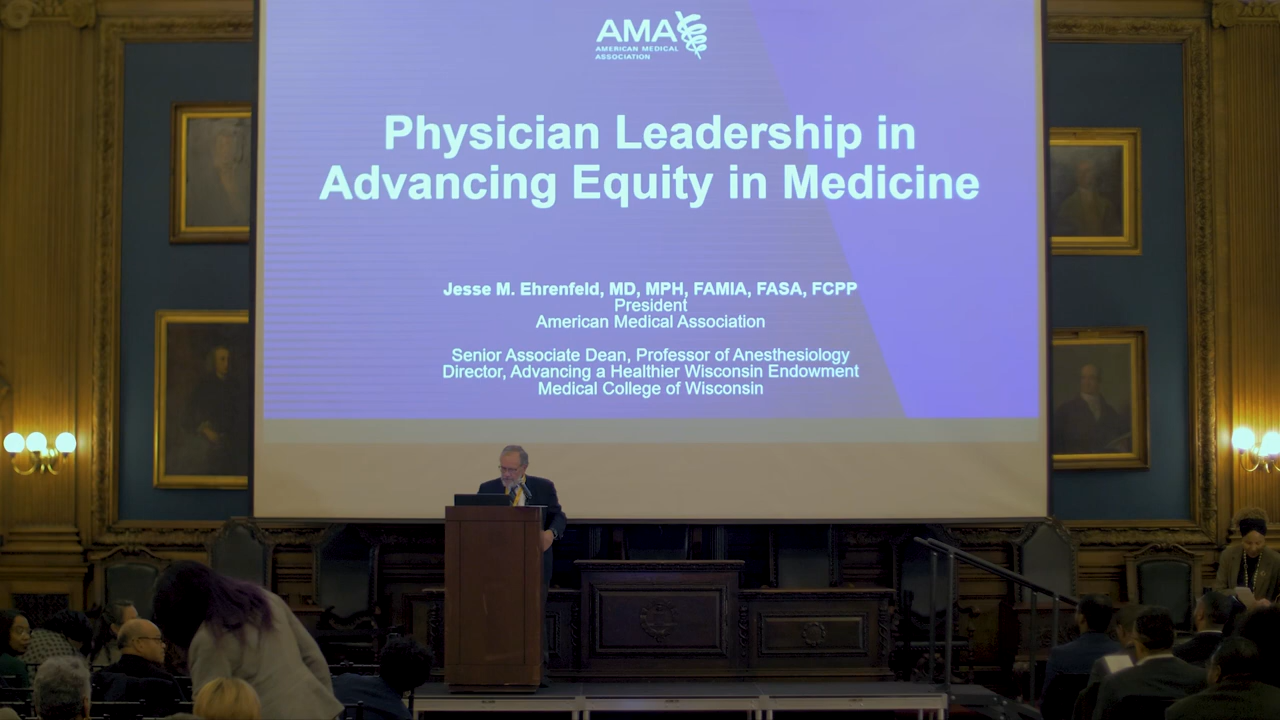 AMA
AMERICAN MEDICAL
ASSOCIATION
Physician Leadership in
Advancing Equity in Medicine
Jesse M. Ehrenfeld, MD, MPH, FAMIA, FASA, FCPP
President
American Medical Association
Senior Associate Dean, Professor of Anesthesiology
Director, Advancing a Healthier Wisconsin Endowment
Medical College of Wisconsin